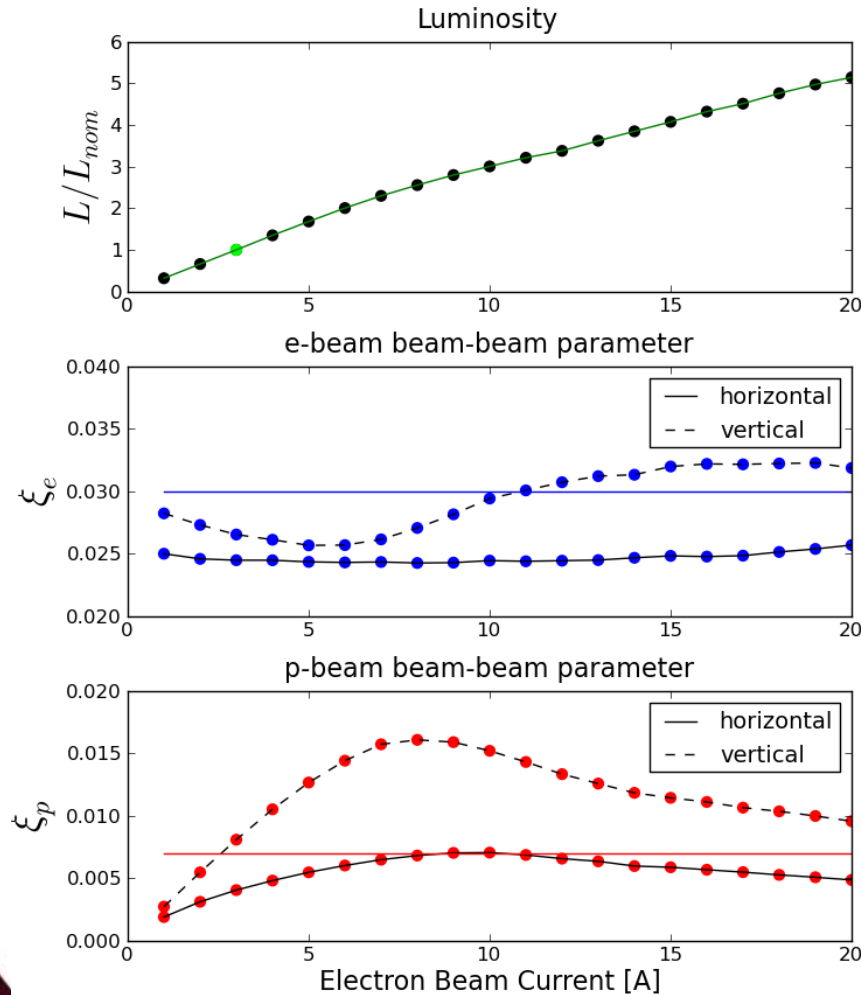 Luminosity
6
5
4
3
2
1
0
L/L_{nom}
0 5 10 15 20
e-beam beam-beam parameter
0.040
0.035
0.030
0.025
0.020
ξ_e
horizontal
vertical
0 5 10 15 20
p-beam beam-beam parameter
0.020
0.015
0.010
0.005
0.000
ξ_p
horizontal
vertical
0 5 10 15 20
Electron Beam Current [A]